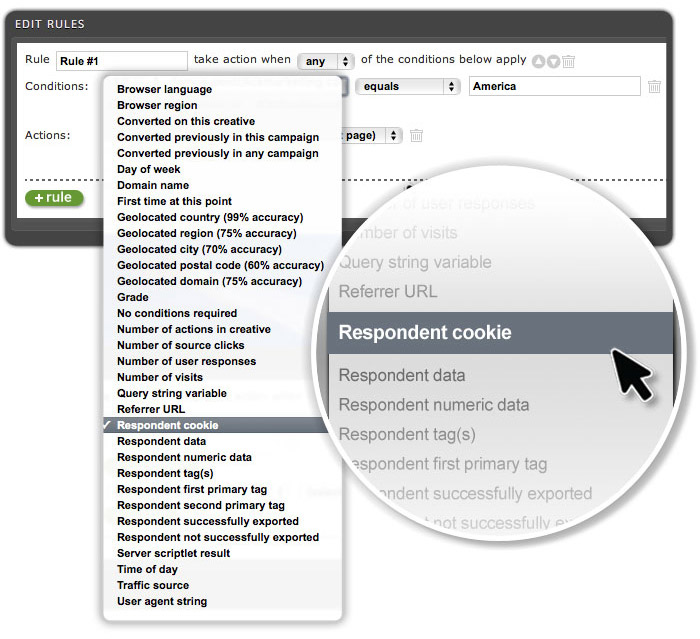 EDIT RULES
Rule Rule #1 take action when any of the conditions below apply
Conditions: equals America
Actions: page)
+ rule
Browser language
Browser region
Converted on this creative
Converted previously in this campaign
Converted previously in any campaign
Day of week
Domain name
First time at this point
Geolocated country (99% accuracy)
Geolocated region (75% accuracy)
Geolocated city (70% accuracy)
Geolocated postal code (60% accuracy)
Geolocated domain (75% accuracy)
Grade
No conditions required
Number of actions in creative
Number of source clicks
Number of user responses
Number of visits
Query string variable
Referrer URL
✓ Respondent cookie
Respondent data
Respondent numeric data
Respondent tag(s)
Respondent first primary tag
Respondent second primary tag
Respondent successfully exported
Respondent not successfully exported
Server scriptlet result
Time of day
Traffic source
User agent string
of user responses
of visits
Query string variable
Referrer URL
Respondent cookie
Respondent data
Respondent numeric data
Respondent tag(s)
first primary tag
successfully exported
not successfully